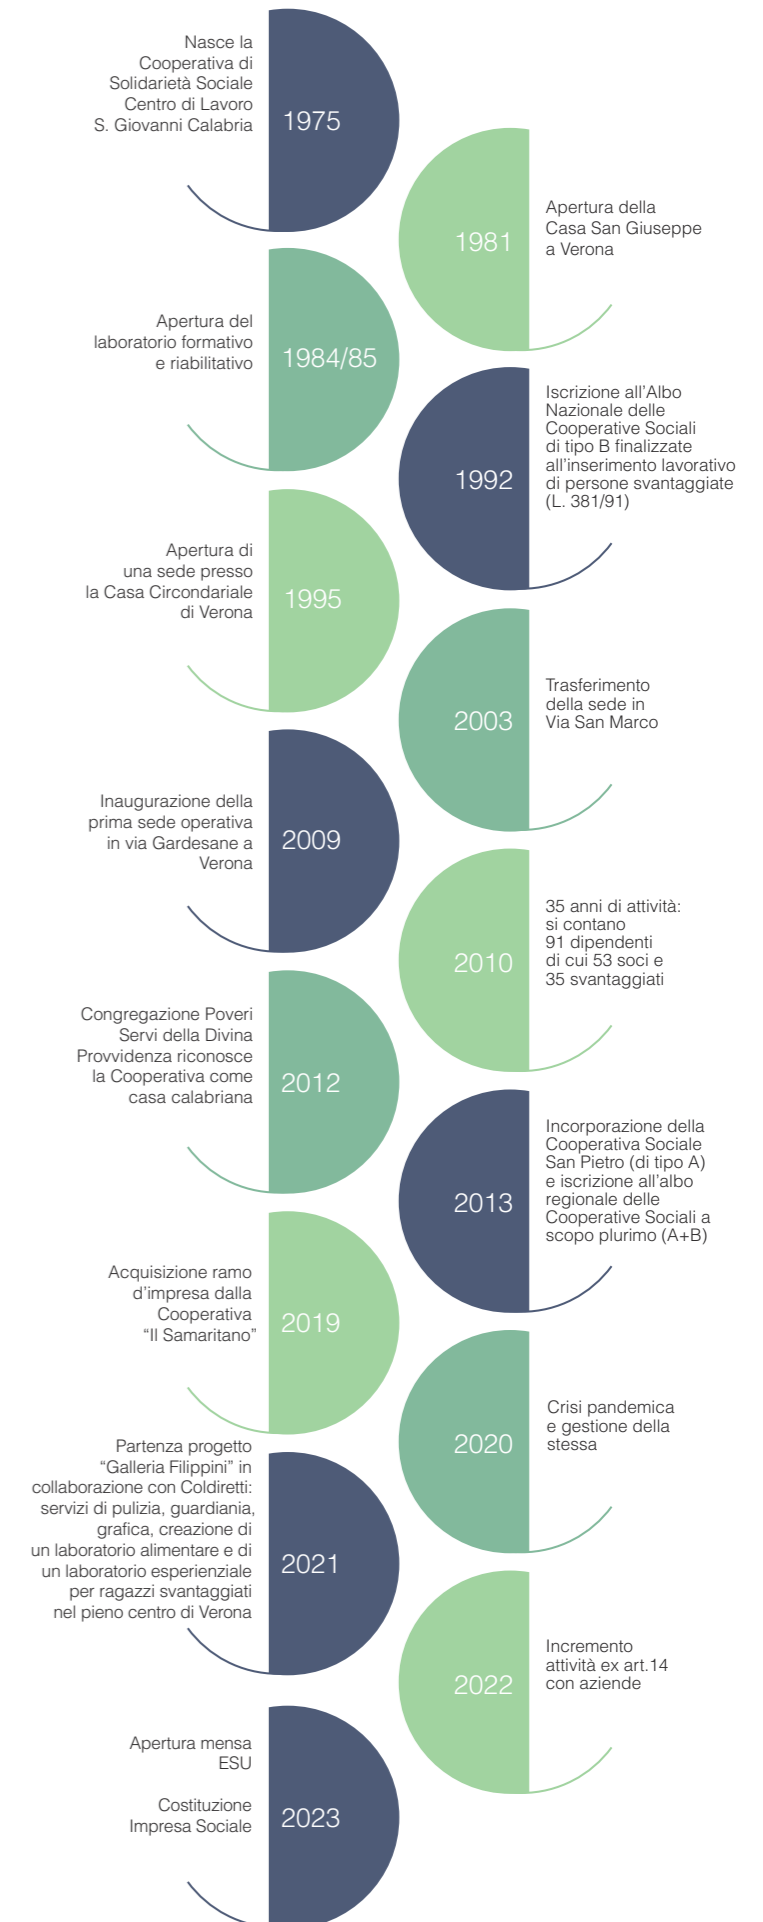 Nasce la
Cooperativa di
Solidarietà Sociale
Centro di Lavoro
S. Giovanni Calabria
1975
1981
Apertura della
Casa San Giuseppe
a Verona
Apertura del
laboratorio formativo
e riabilitativo
1984/85
1992
Iscrizione all'Albo
Nazionale delle
Cooperative Sociali
di tipo B finalizzate
all'inserimento lavorativo
di persone svantaggiate
(L. 381/91)
Apertura di
una sede presso
la Casa Circondariale
di Verona
1995
2003
Trasferimento
della sede in
Via San Marco
Inaugurazione della
prima sede operativa
in via Gardesane a
Verona
2009
2010
35 anni di attività:
si contano
91 dipendenti
di cui 53 soci e
35 svantaggiati
Congregazione Poveri
Servi della Divina
Provvidenza riconosce
la Cooperativa come
casa calabriana
2012
2013
Incorporazione della
Cooperativa Sociale
San Pietro (di tipo A)
e iscrizione all'albo
regionale delle
Cooperative Sociali a
scopo plurimo (A+B)
Acquisizione ramo
d'impresa dalla
Cooperativa
“Il Samaritano”
2019
2020
Crisi pandemica
e gestione della
stessa
Partenza progetto
“Galleria Filippini” in
collaborazione con Coldiretti:
servizi di pulizia, guardiania,
grafica, creazione di
un laboratorio alimentare e di
un laboratorio esperienziale
per ragazzi svantaggiati
nel pieno centro di Verona
2021
2022
Incremento
attività ex art.14
con aziende
Apertura mensa
ESU
Costituzione
Impresa Sociale
2023